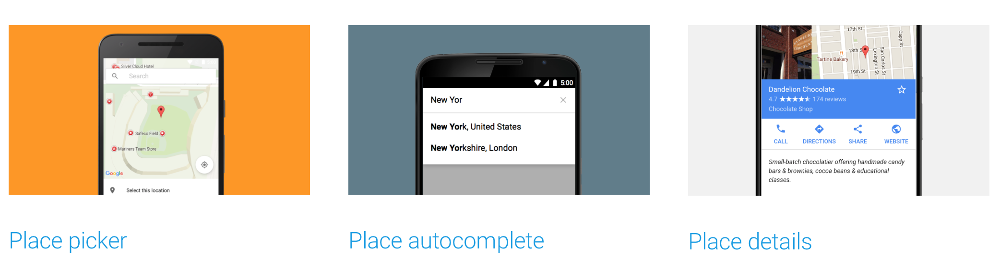 Silver Cloud Hotel
Search
Safeco Field
Mariners Team Store
Google
Select this location
Place picker
5:00
New Yor
New York, United States
New Yorkshire, London
Place autocomplete
DANDELION
CHOCOLATE
17th St
Capp St
18th S
Lexington St
San Carlos St
Tartine Bakery
19th St
Dandelion Chocolate
4.7 174 reviews
Chocolate Shop
CALL DIRECTIONS SHARE WEBSITE
Small-batch chocolatier offering handmade candy
bars & brownies, cocoa beans & educational
classes.
Place details